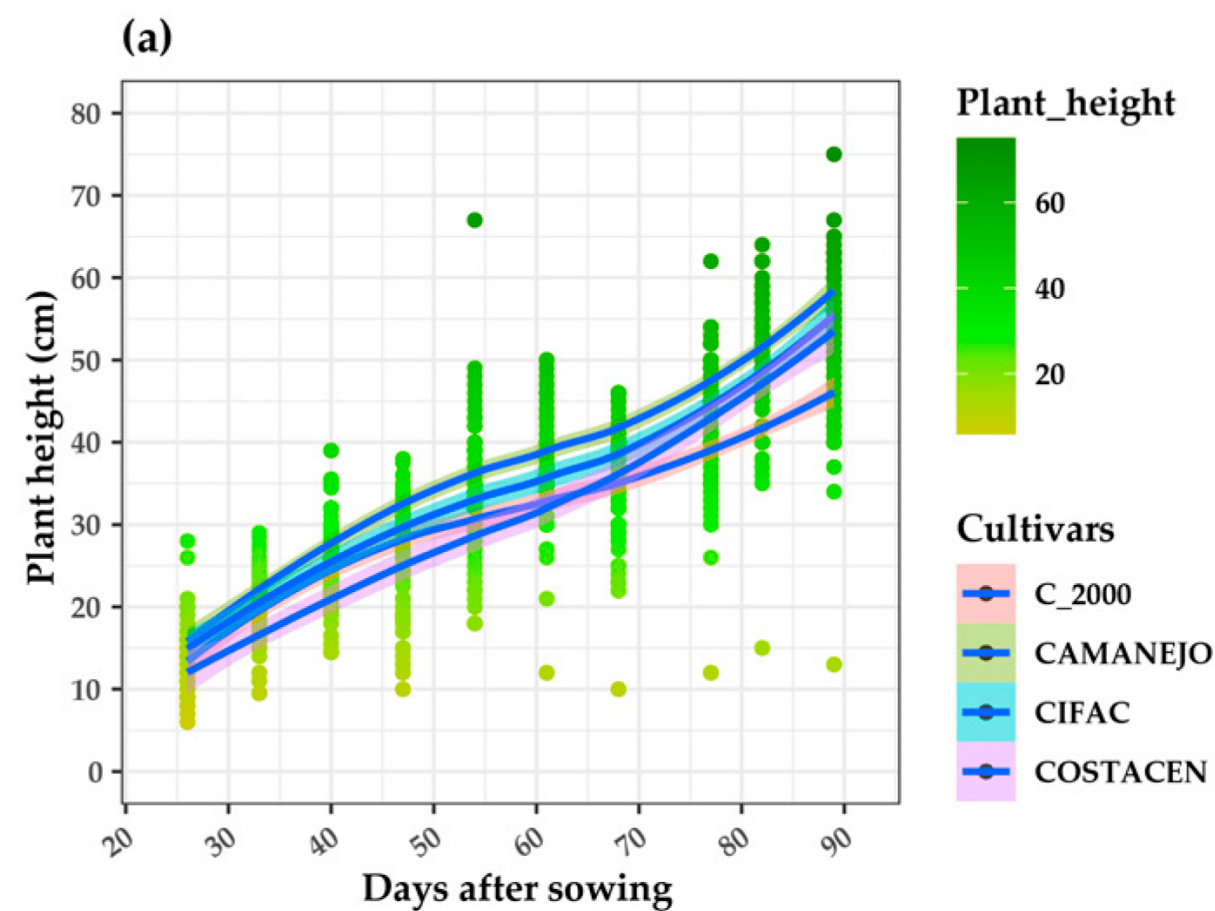 (a)
Plant height (cm)
80
70
60
50
40
30
20
10
0
20 30 40 50 60 70 80 90
Days after sowing
Plant_height
60
40
20
Cultivars
C_2000
CAMANEJO
CIFAC
COSTACEN